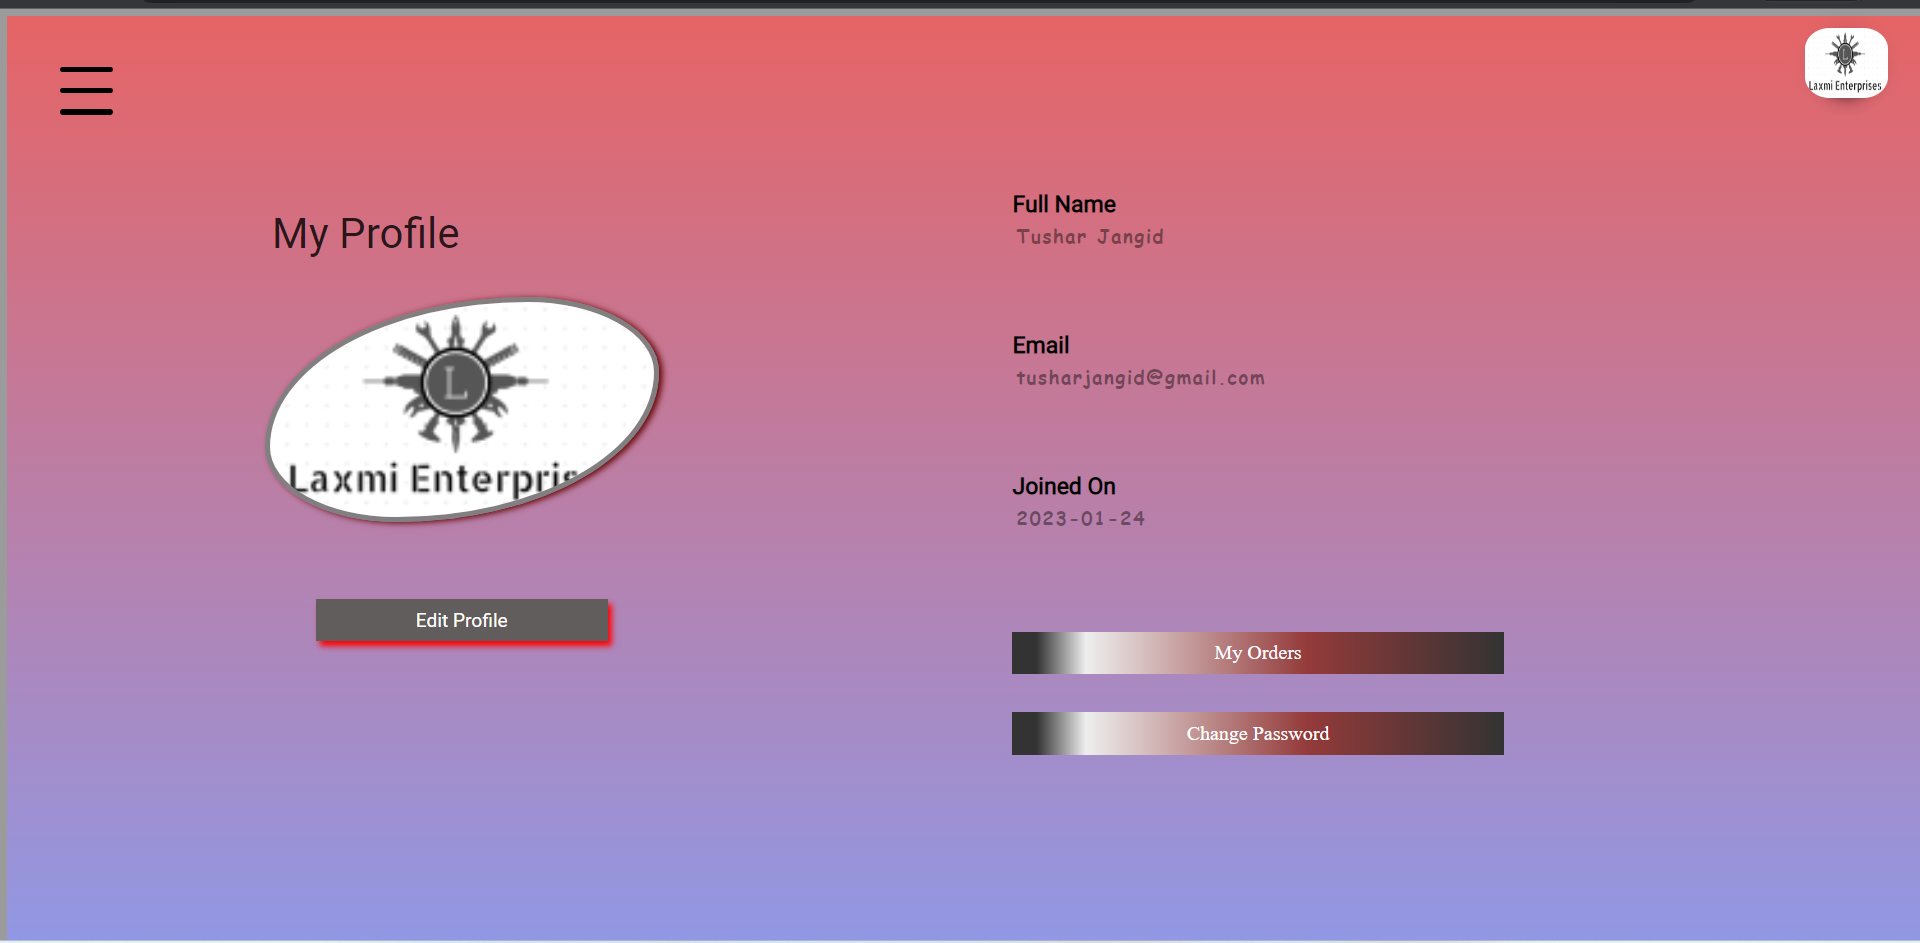 Laxmi Enterprises
My Profile
L
Laxmi Enterpris
Edit Profile
Full Name
Tushar Jangid
Email
tusharjangid@gmail.com
Joined On
2023-01-24
My Orders
Change Password